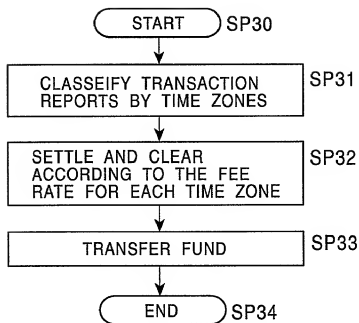 START SP30
CLASSEIFY TRANSACTION SP31
REPORTS BY TIME ZONES
SETTLE AND CLEAR SP32
ACCORDING TO THE FEE
RATE FOR EACH TIME ZONE
TRANSFER FUND SP33
END SP34